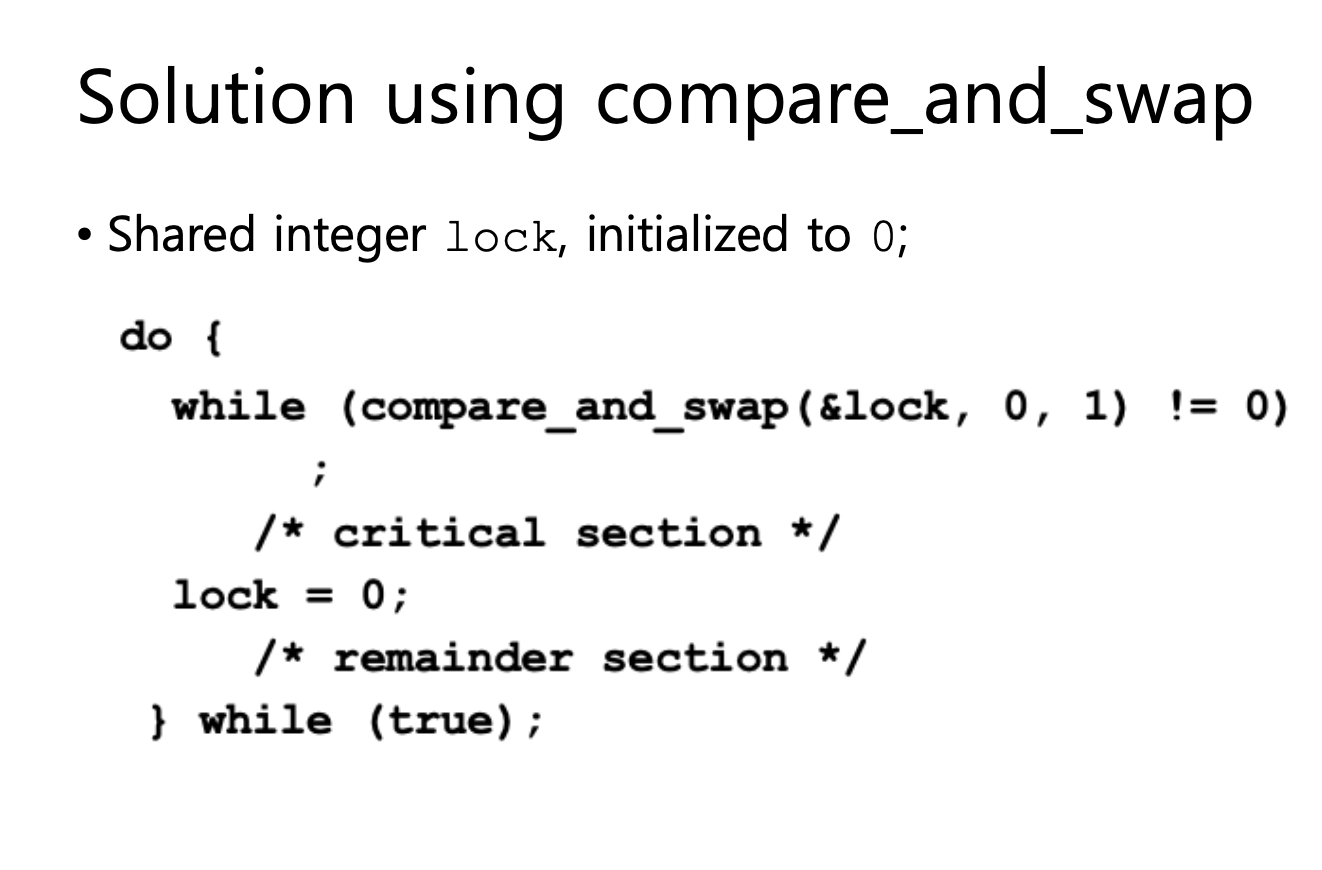 Solution using compare_and_swap
• Shared integer lock, initialized to 0;
do {
while (compare_and_swap(&lock, 0, 1) != 0)
;
/* critical section */
lock = 0;
/* remainder section */
} while (true);